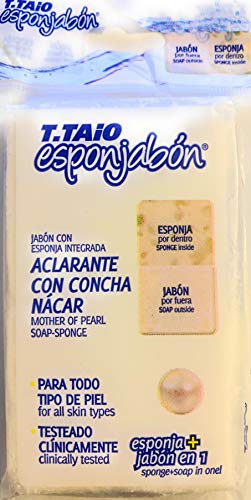 T.TAiO
esponjabón
JABÓN
por fuera
SOAP outside
ESPONJA
por dentro
SPONGE inside
T.TAiO
esponjabón®
JABÓN CON
ESPONJA INTEGRADA
ACLARANTE
CON CONCHA
NÁCAR
MOTHER OF PEARL
SOAP-SPONGE
ESPONJA
por dentro
SPONGE inside
JABÓN
por fuera
SOAP outside
• PARA TODO
TIPO DE PIEL
for all skin types
• TESTEADO
CLÍNICAMENTE
clinically tested
esponja+
jabón en 1
sponge+soap in one!